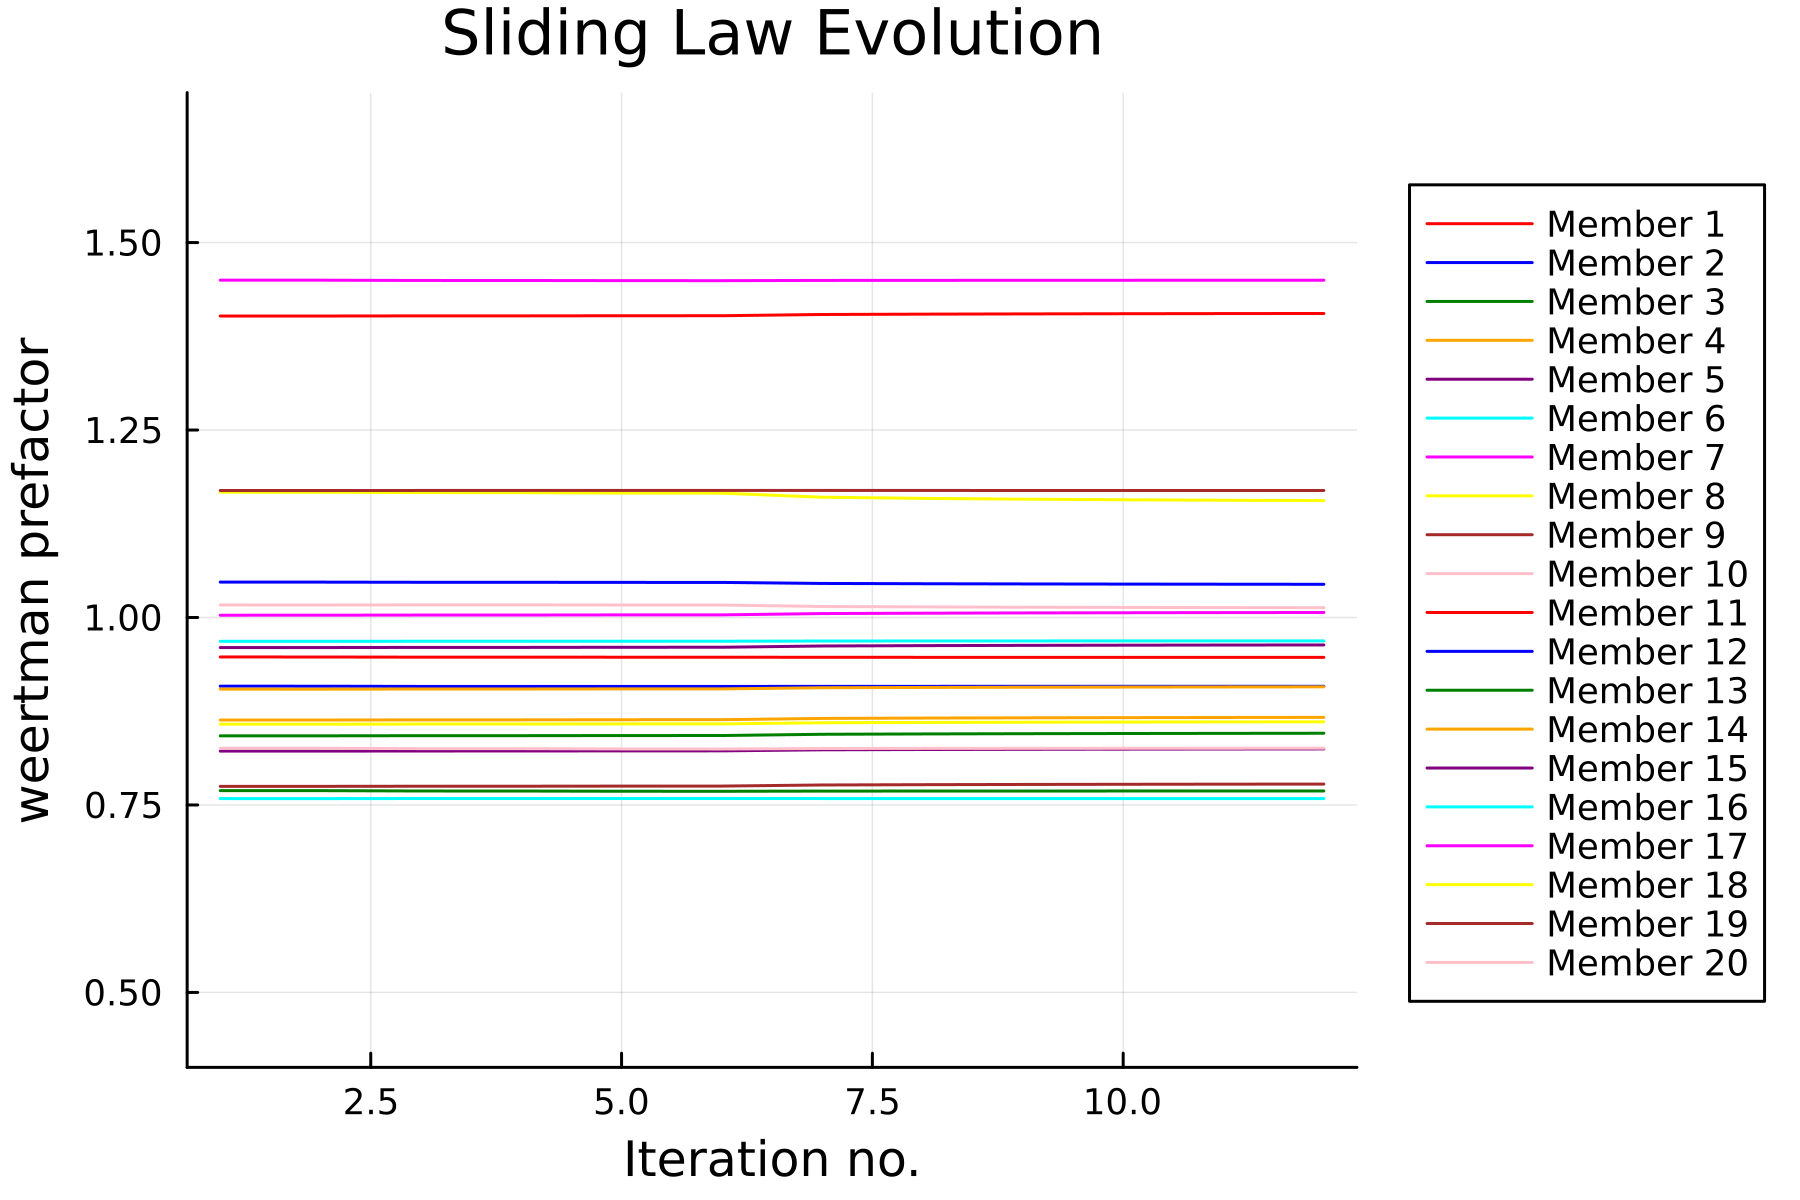 Sliding Law Evolution
weertman prefactor
1.50
1.25
1.00
0.75
0.50
2.5 5.0 7.5 10.0
Iteration no.
Member 1
Member 2
Member 3
Member 4
Member 5
Member 6
Member 7
Member 8
Member 9
Member 10
Member 11
Member 12
Member 13
Member 14
Member 15
Member 16
Member 17
Member 18
Member 19
Member 20